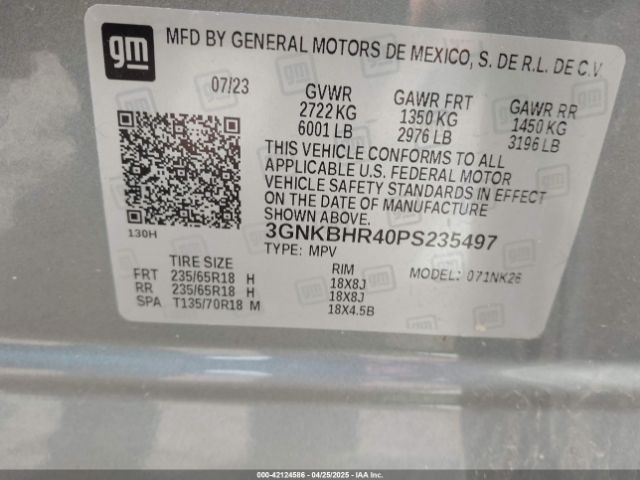 gm
MFD BY GENERAL MOTORS DE MEXICO, S. DE R.L. DE C.V.
07/23
GVWR
2722 KG
6001 LB
GAWR FRT
1350 KG
2976 LB
GAWR RR
1450 KG
3196 LB
THIS VEHICLE CONFORMS TO ALL
APPLICABLE U.S. FEDERAL MOTOR
VEHICLE SAFETY STANDARDS IN EFFECT
ON THE DATE OF MANUFACTURE
SHOWN ABOVE.
3GNKBHR40PS235497
TYPE: MPV
130H
TIRE SIZE
RIM
MODEL: 071NK26
FRT 235/65R18 H 18X8J
RR 235/65R18 H 18X8J
SPA T135/70R18 M 18X4.5B
000-42124586 - 04/25/2025 - IAA Inc.